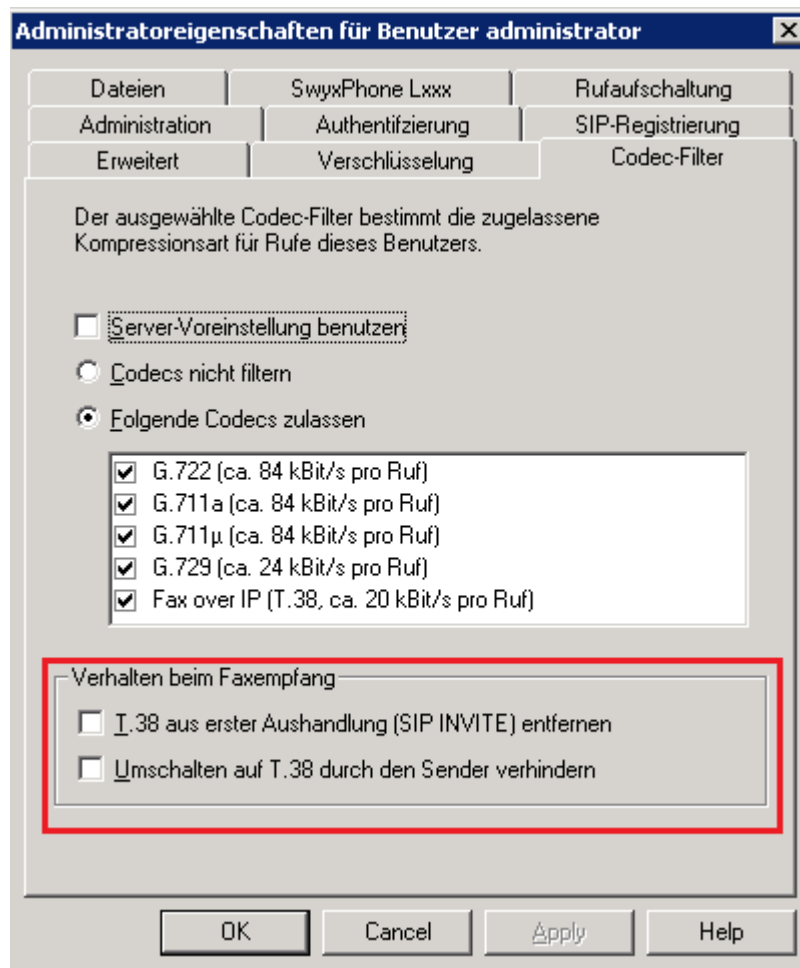 Administratoreigenschaften für Benutzer administrator
Dateien
SwyxPhone Lxxx
Rufaufschaltung
Administration
Authentifzierung
SIP-Registrierung
Erweitert
Verschlüsselung
Codec-Filter
Der ausgewählte Codec-Filter bestimmt die zugelassene
Kompressionsart für Rufe dieses Benutzers.
Server-Voreinstellung benutzen
Codecs nicht filtern
Folgende Codecs zulassen
G.722 (ca. 84 kBit/s pro Ruf)
G.711a (ca. 84 kBit/s pro Ruf)
G.711µ (ca. 84 kBit/s pro Ruf)
G.729 (ca. 24 kBit/s pro Ruf)
Fax over IP (T.38, ca. 20 kBit/s pro Ruf)
Verhalten beim Faxempfang
T.38 aus erster Aushandlung (SIP INVITE) entfernen
Umschalten auf T.38 durch den Sender verhindern
OK
Cancel
Apply
Help